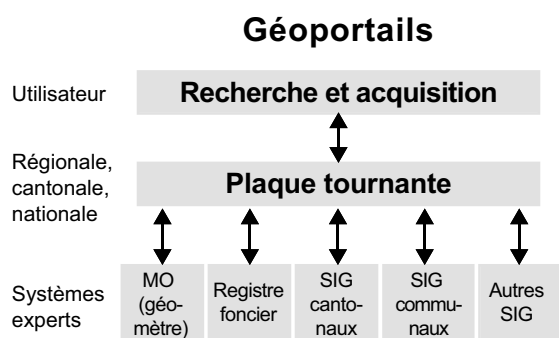 Géoportails
Utilisateur
Recherche et acquisition
Régionale,
cantonale,
nationale
Plaque tournante
Systèmes
experts
MO
(géo-
mètre)
Registre
foncier
SIG
canto-
naux
SIG
commu-
naux
Autres
SIG